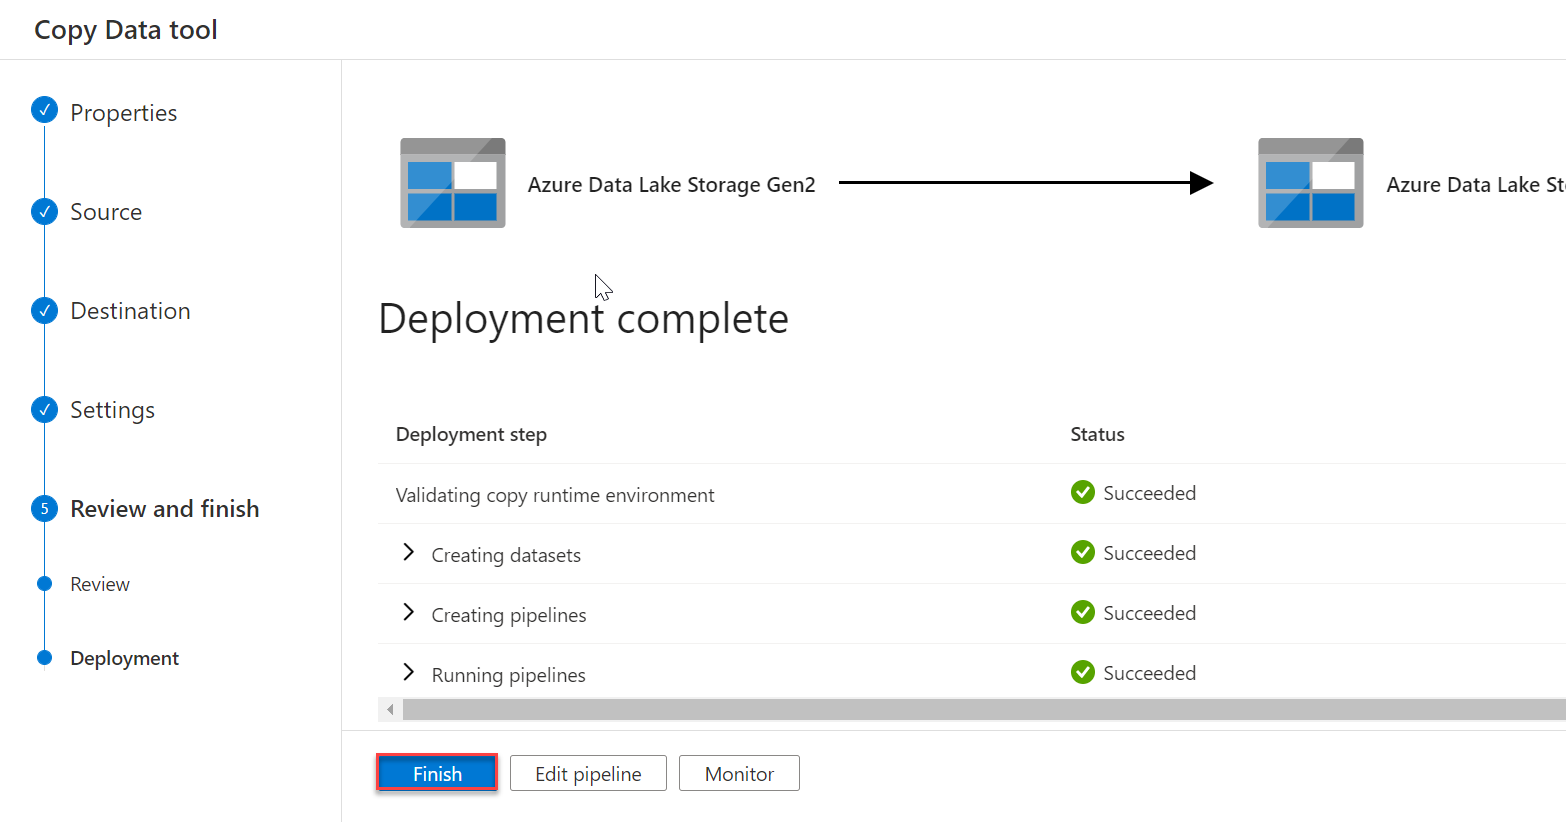 Copy Data tool
Properties
Source
Destination
Settings
5 Review and finish
Review
Deployment
Azure Data Lake Storage Gen2
Azure Data Lake
Deployment complete
Deployment step Status
Validating copy runtime environment Succeeded
Creating datasets Succeeded
Creating pipelines Succeeded
Running pipelines Succeeded
Finish Edit pipeline Monitor